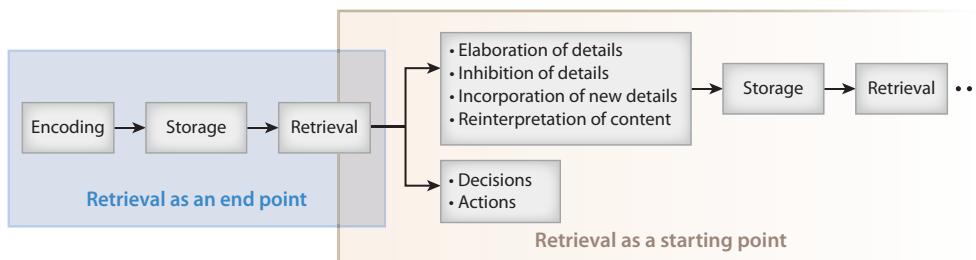 Encoding
Storage
Retrieval
Retrieval as an end point
• Elaboration of details
• Inhibition of details
• Incorporation of new details
• Reinterpretation of content
Storage
Retrieval
• Decisions
• Actions
Retrieval as a starting point